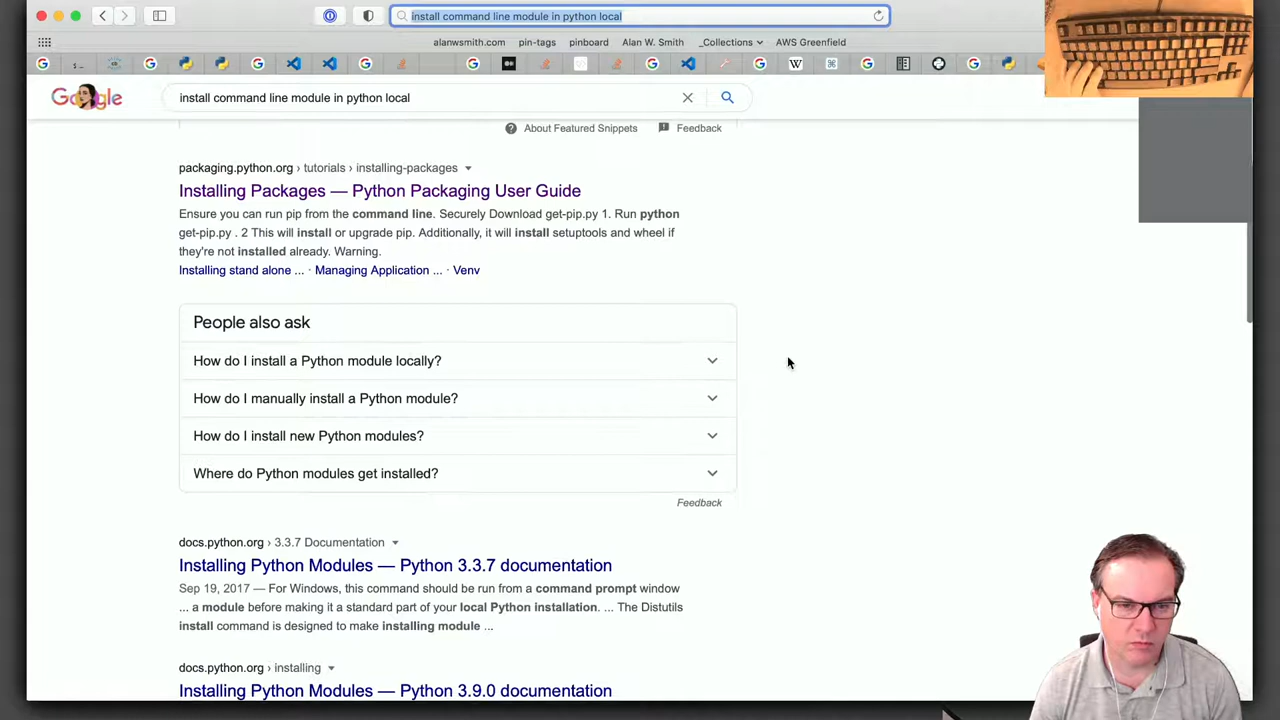 install command line module in python local
alanwsmith.com pin-tags pinboard Alan W. Smith _Collections AWS Greenfield
Google
install command line module in python local
About Featured Snippets Feedback
packaging.python.org › tutorials › installing-packages
Installing Packages — Python Packaging User Guide
Ensure you can run pip from the command line. Securely Download get-pip.py 1. Run python
get-pip.py . 2 This will install or upgrade pip. Additionally, it will install setuptools and wheel if
they're not installed already. Warning.
Installing stand alone ... · Managing Application ... · Venv
People also ask
How do I install a Python module locally?
How do I manually install a Python module?
How do I install new Python modules?
Where do Python modules get installed?
Feedback
docs.python.org › 3.3.7 Documentation
Installing Python Modules — Python 3.3.7 documentation
Sep 19, 2017 — For Windows, this command should be run from a command prompt window
... a module before making it a standard part of your local Python installation. ... The Distutils
install command is designed to make installing module ...
docs.python.org › installing
Installing Python Modules — Python 3.9.0 documentation